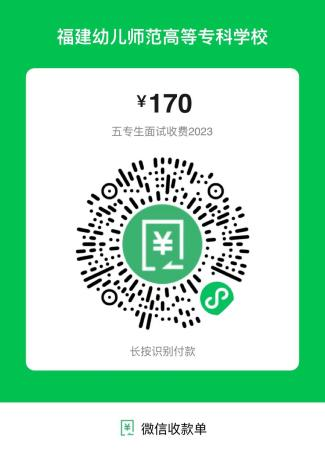 福建幼儿师范高等专科学校
¥170
五专生面试收费2023
¥
长按识别付款
¥ 微信收款单